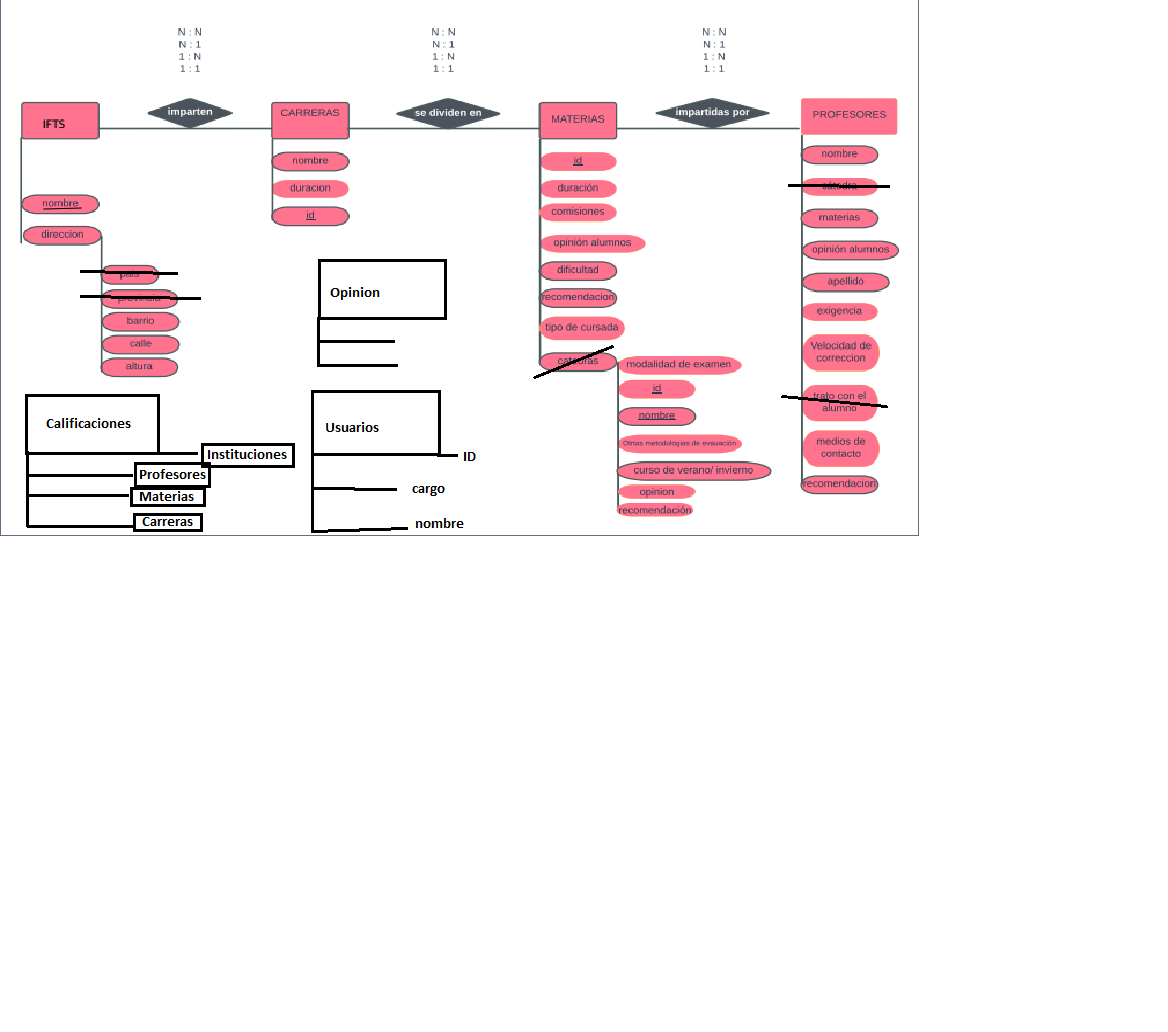 N : N
N : 1
1 : N
1 : 1
N : N
N : 1
1 : N
1 : 1
N : N
N : 1
1 : N
1 : 1
iFTS
imparten
CARRERAS
se dividen en
MATERIAS
impartidas por
PROFESORES
nombre
direccion
pais
provincia
barrio
calle
altura
nombre
duracion
id
id
duración
comisiones
opinión alumnos
dificultad
recomendacion
tipo de cursada
catedras
modalidad de examen
id
nombre
Otras metodologias de evaluación
curso de verano/ invierno
opinion
recomendación
nombre
cátedra
materias
opinión alumnos
apellido
exigencia
Velocidad de
correccion
trato con el
alumno
medios de
contacto
recomendacion
Opinion
Calificaciones
Instituciones
Profesores
Materias
Carreras
Usuarios
ID
cargo
nombre